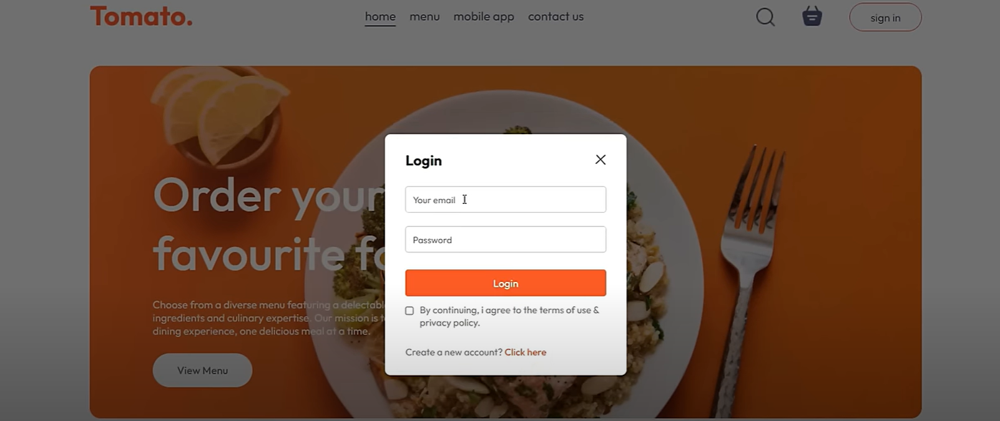 Tomato.
home menu mobile app contact us
sign in
Order your
favourite fo
Choose from a diverse menu featuring a delectabl
ingredients and culinary expertise. Our mission is t
dining experience, one delicious meal at a time.
View Menu
Login
Your email
Password
Login
By continuing, i agree to the terms of use &
privacy policy.
Create a new account? Click here